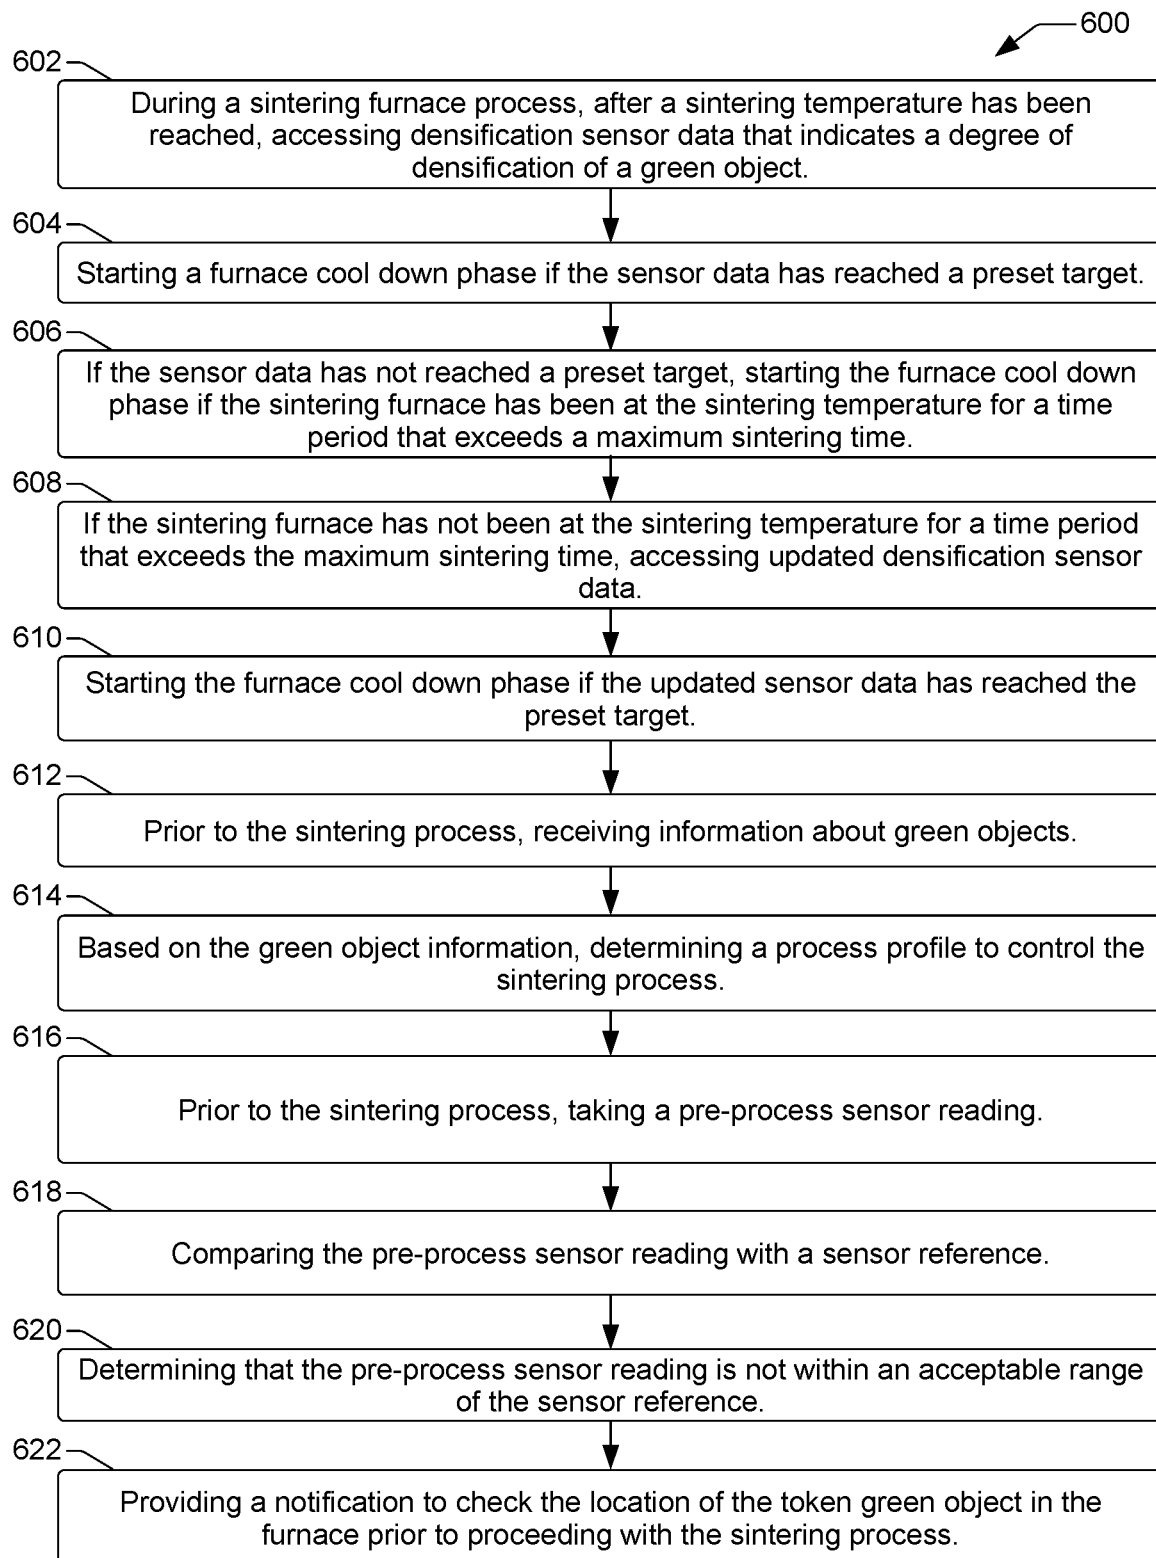 600
602
During a sintering furnace process, after a sintering temperature has been
reached, accessing densification sensor data that indicates a degree of
densification of a green object.
604
Starting a furnace cool down phase if the sensor data has reached a preset target.
606
If the sensor data has not reached a preset target, starting the furnace cool down
phase if the sintering furnace has been at the sintering temperature for a time
period that exceeds a maximum sintering time.
608
If the sintering furnace has not been at the sintering temperature for a time period
that exceeds the maximum sintering time, accessing updated densification sensor
data.
610
Starting the furnace cool down phase if the updated sensor data has reached the
preset target.
612
Prior to the sintering process, receiving information about green objects.
614
Based on the green object information, determining a process profile to control the
sintering process.
616
Prior to the sintering process, taking a pre-process sensor reading.
618
Comparing the pre-process sensor reading with a sensor reference.
620
Determining that the pre-process sensor reading is not within an acceptable range
of the sensor reference.
622
Providing a notification to check the location of the token green object in the
furnace prior to proceeding with the sintering process.